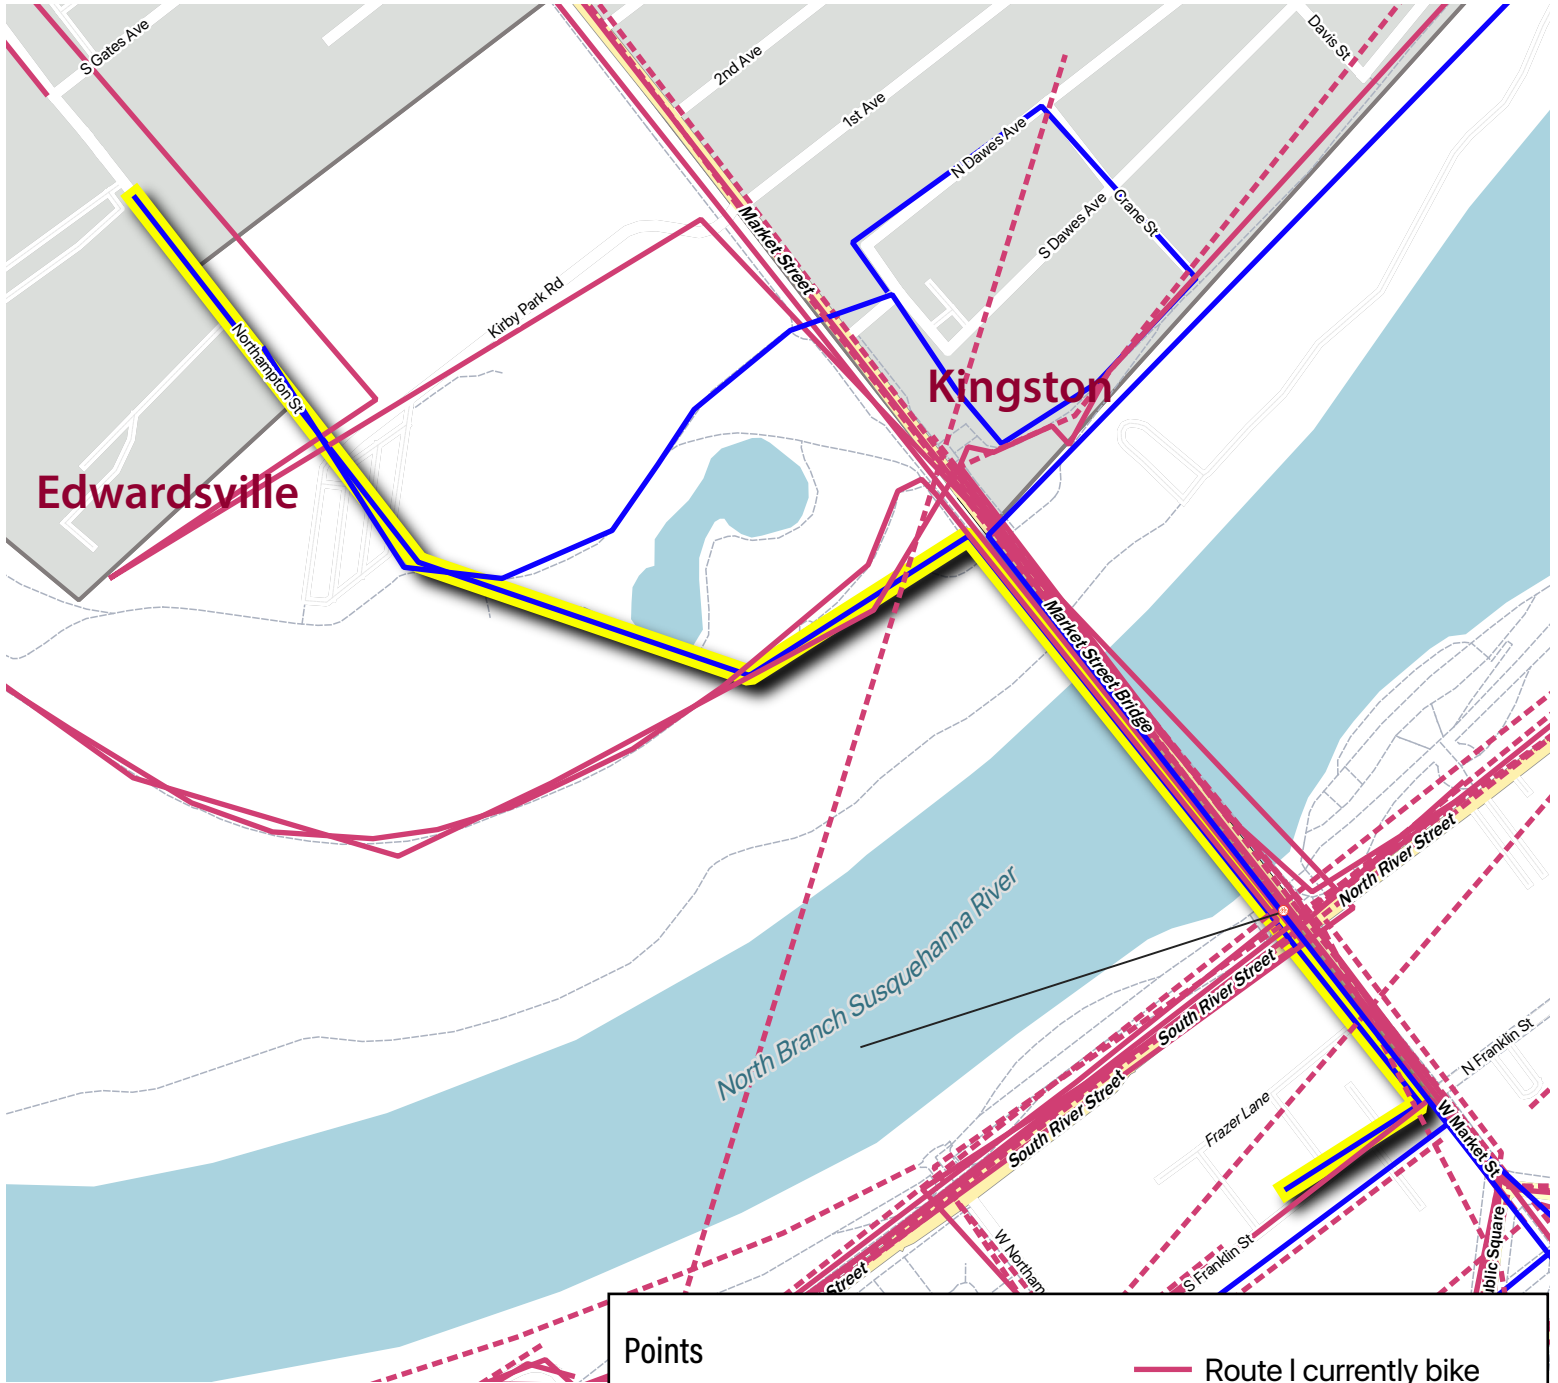 S Gates Ave
2nd Ave
Davis St
1st Ave
N Dawes Ave
Crane St
S Dawes Ave
Market Street
Kirby Park Rd
Northampton St
Kingston
Edwardsville
Market Street Bridge
North River Street
North Branch Susquehanna River
South River Street
South River Street
N Franklin St
Frazer Lane
W Market St
S Franklin St
W Northam
ublic Square
Street
Points
Route I currently bike